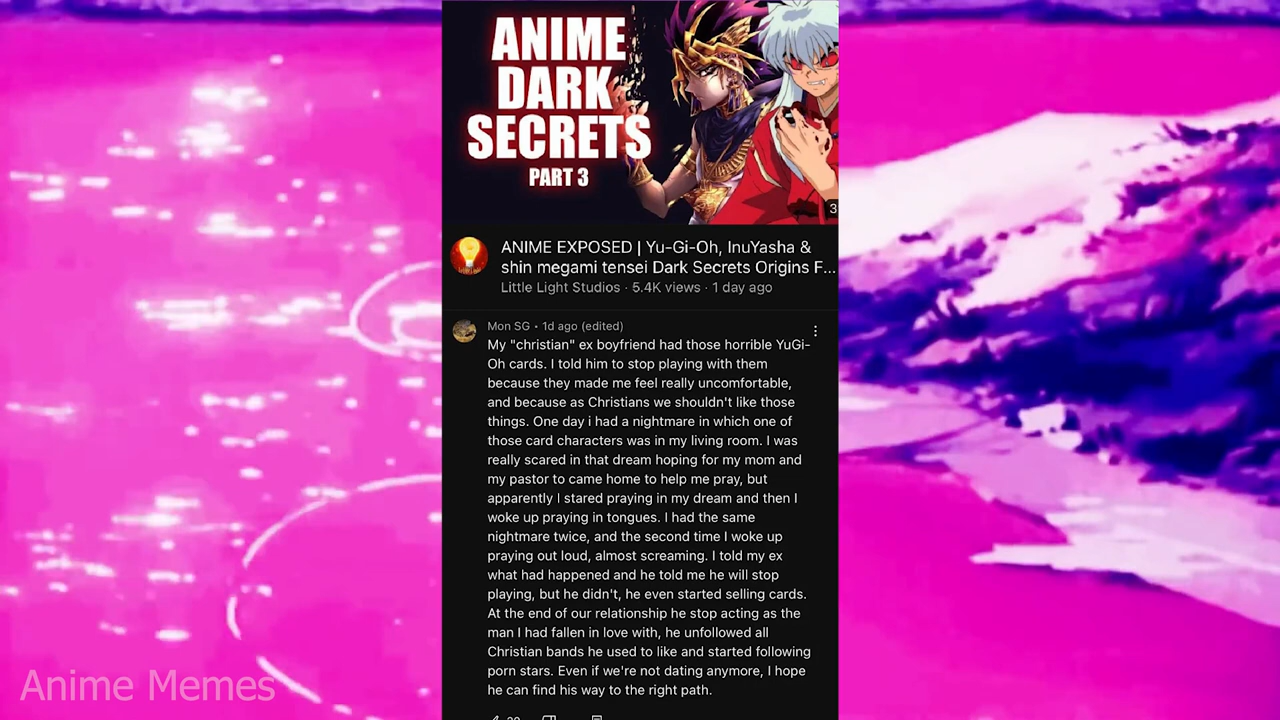 ANIME
DARK
SECRETS
PART 3
3
ANIME EXPOSED | Yu-Gi-Oh, InuYasha &
shin megami tensei Dark Secrets Origins F...
Little Light Studios · 5.4K views · 1 day ago
Mon SG • 1d ago (edited)
My "christian" ex boyfriend had those horrible YuGi-
Oh cards. I told him to stop playing with them
because they made me feel really uncomfortable,
and because as Christians we shouldn't like those
things. One day i had a nightmare in which one of
those card characters was in my living room. I was
really scared in that dream hoping for my mom and
my pastor to came home to help me pray, but
apparently I stared praying in my dream and then I
woke up praying in tongues. I had the same
nightmare twice, and the second time I woke up
praying out loud, almost screaming. I told my ex
what had happened and he told me he will stop
playing, but he didn't, he even started selling cards.
At the end of our relationship he stop acting as the
man I had fallen in love with, he unfollowed all
Christian bands he used to like and started following
porn stars. Even if we're not dating anymore, I hope
he can find his way to the right path.
Anime Memes